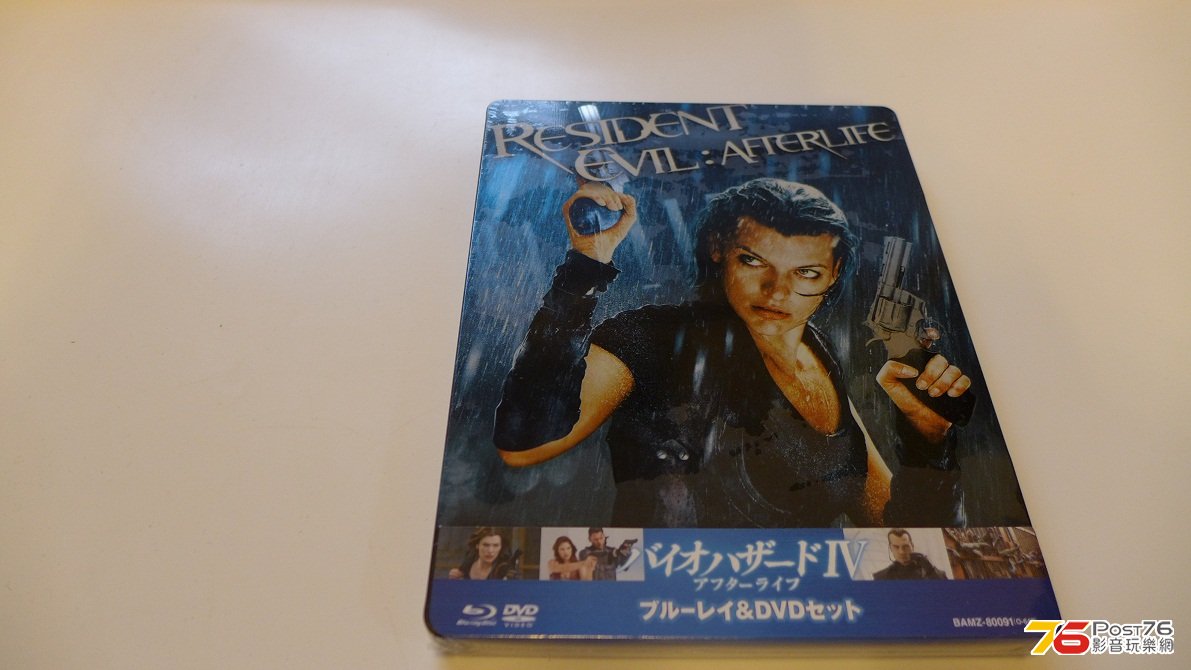 RESIDENT
EVIL: AFTERLIFE
バイオハザードIV
アフターライフ
ブルーレイ&DVDセット
Blu-ray Disc
DVD
VIDEO
BAMZ-80091
76 POST76
影音玩樂網